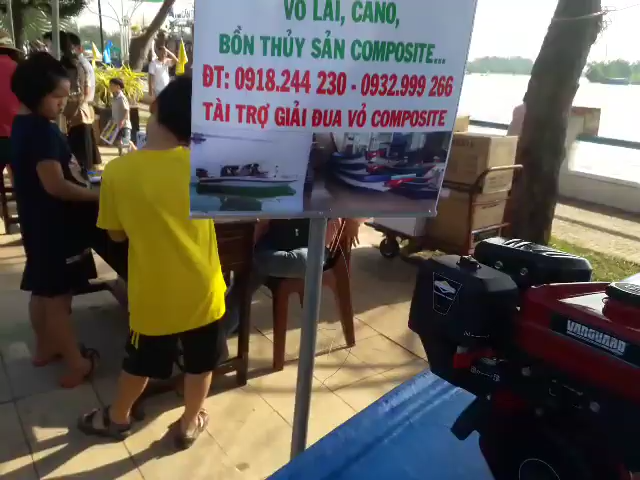 VỎ LÃI, CANO,
BỒN THỦY SẢN COMPOSITE...
ĐT: 0918.244 230 - 0932.999 266
TÀI TRỢ GIẢI ĐUA VỎ COMPOSITE
VANGUARD